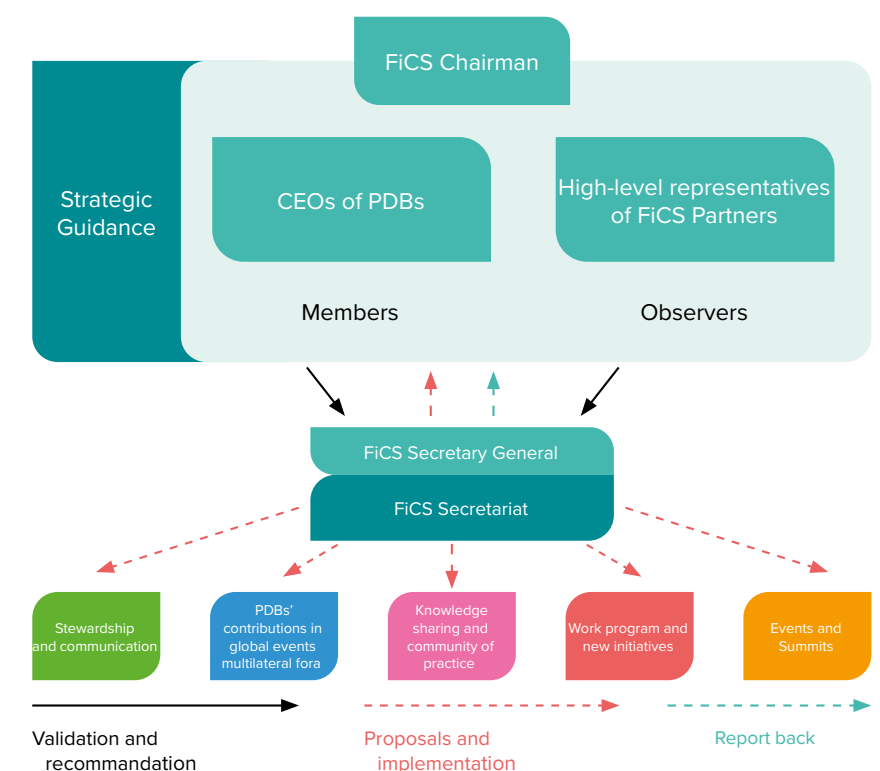 FiCS Chairman
Strategic
Guidance
CEOs of PDBs
High-level representatives
of FiCS Partners
Members
Observers
FiCS Secretary General
FiCS Secretariat
Stewardship
and communication
PDBs'
contributions in
global events
multilateral fora
Knowledge
sharing and
community of
practice
Work program and
new initiatives
Events and
Summits
Validation and
recommandation
Proposals and
implementation
Report back